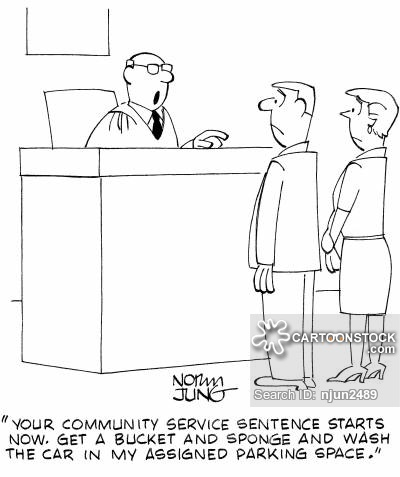 CARTOONSTOCK
.com
Search ID: njun2489
Norm
JUNG
"YOUR COMMUNITY SERVICE SENTENCE STARTS
NOW. GET A BUCKET AND SPONGE AND WASH
THE CAR IN MY ASSIGNED PARKING SPACE."